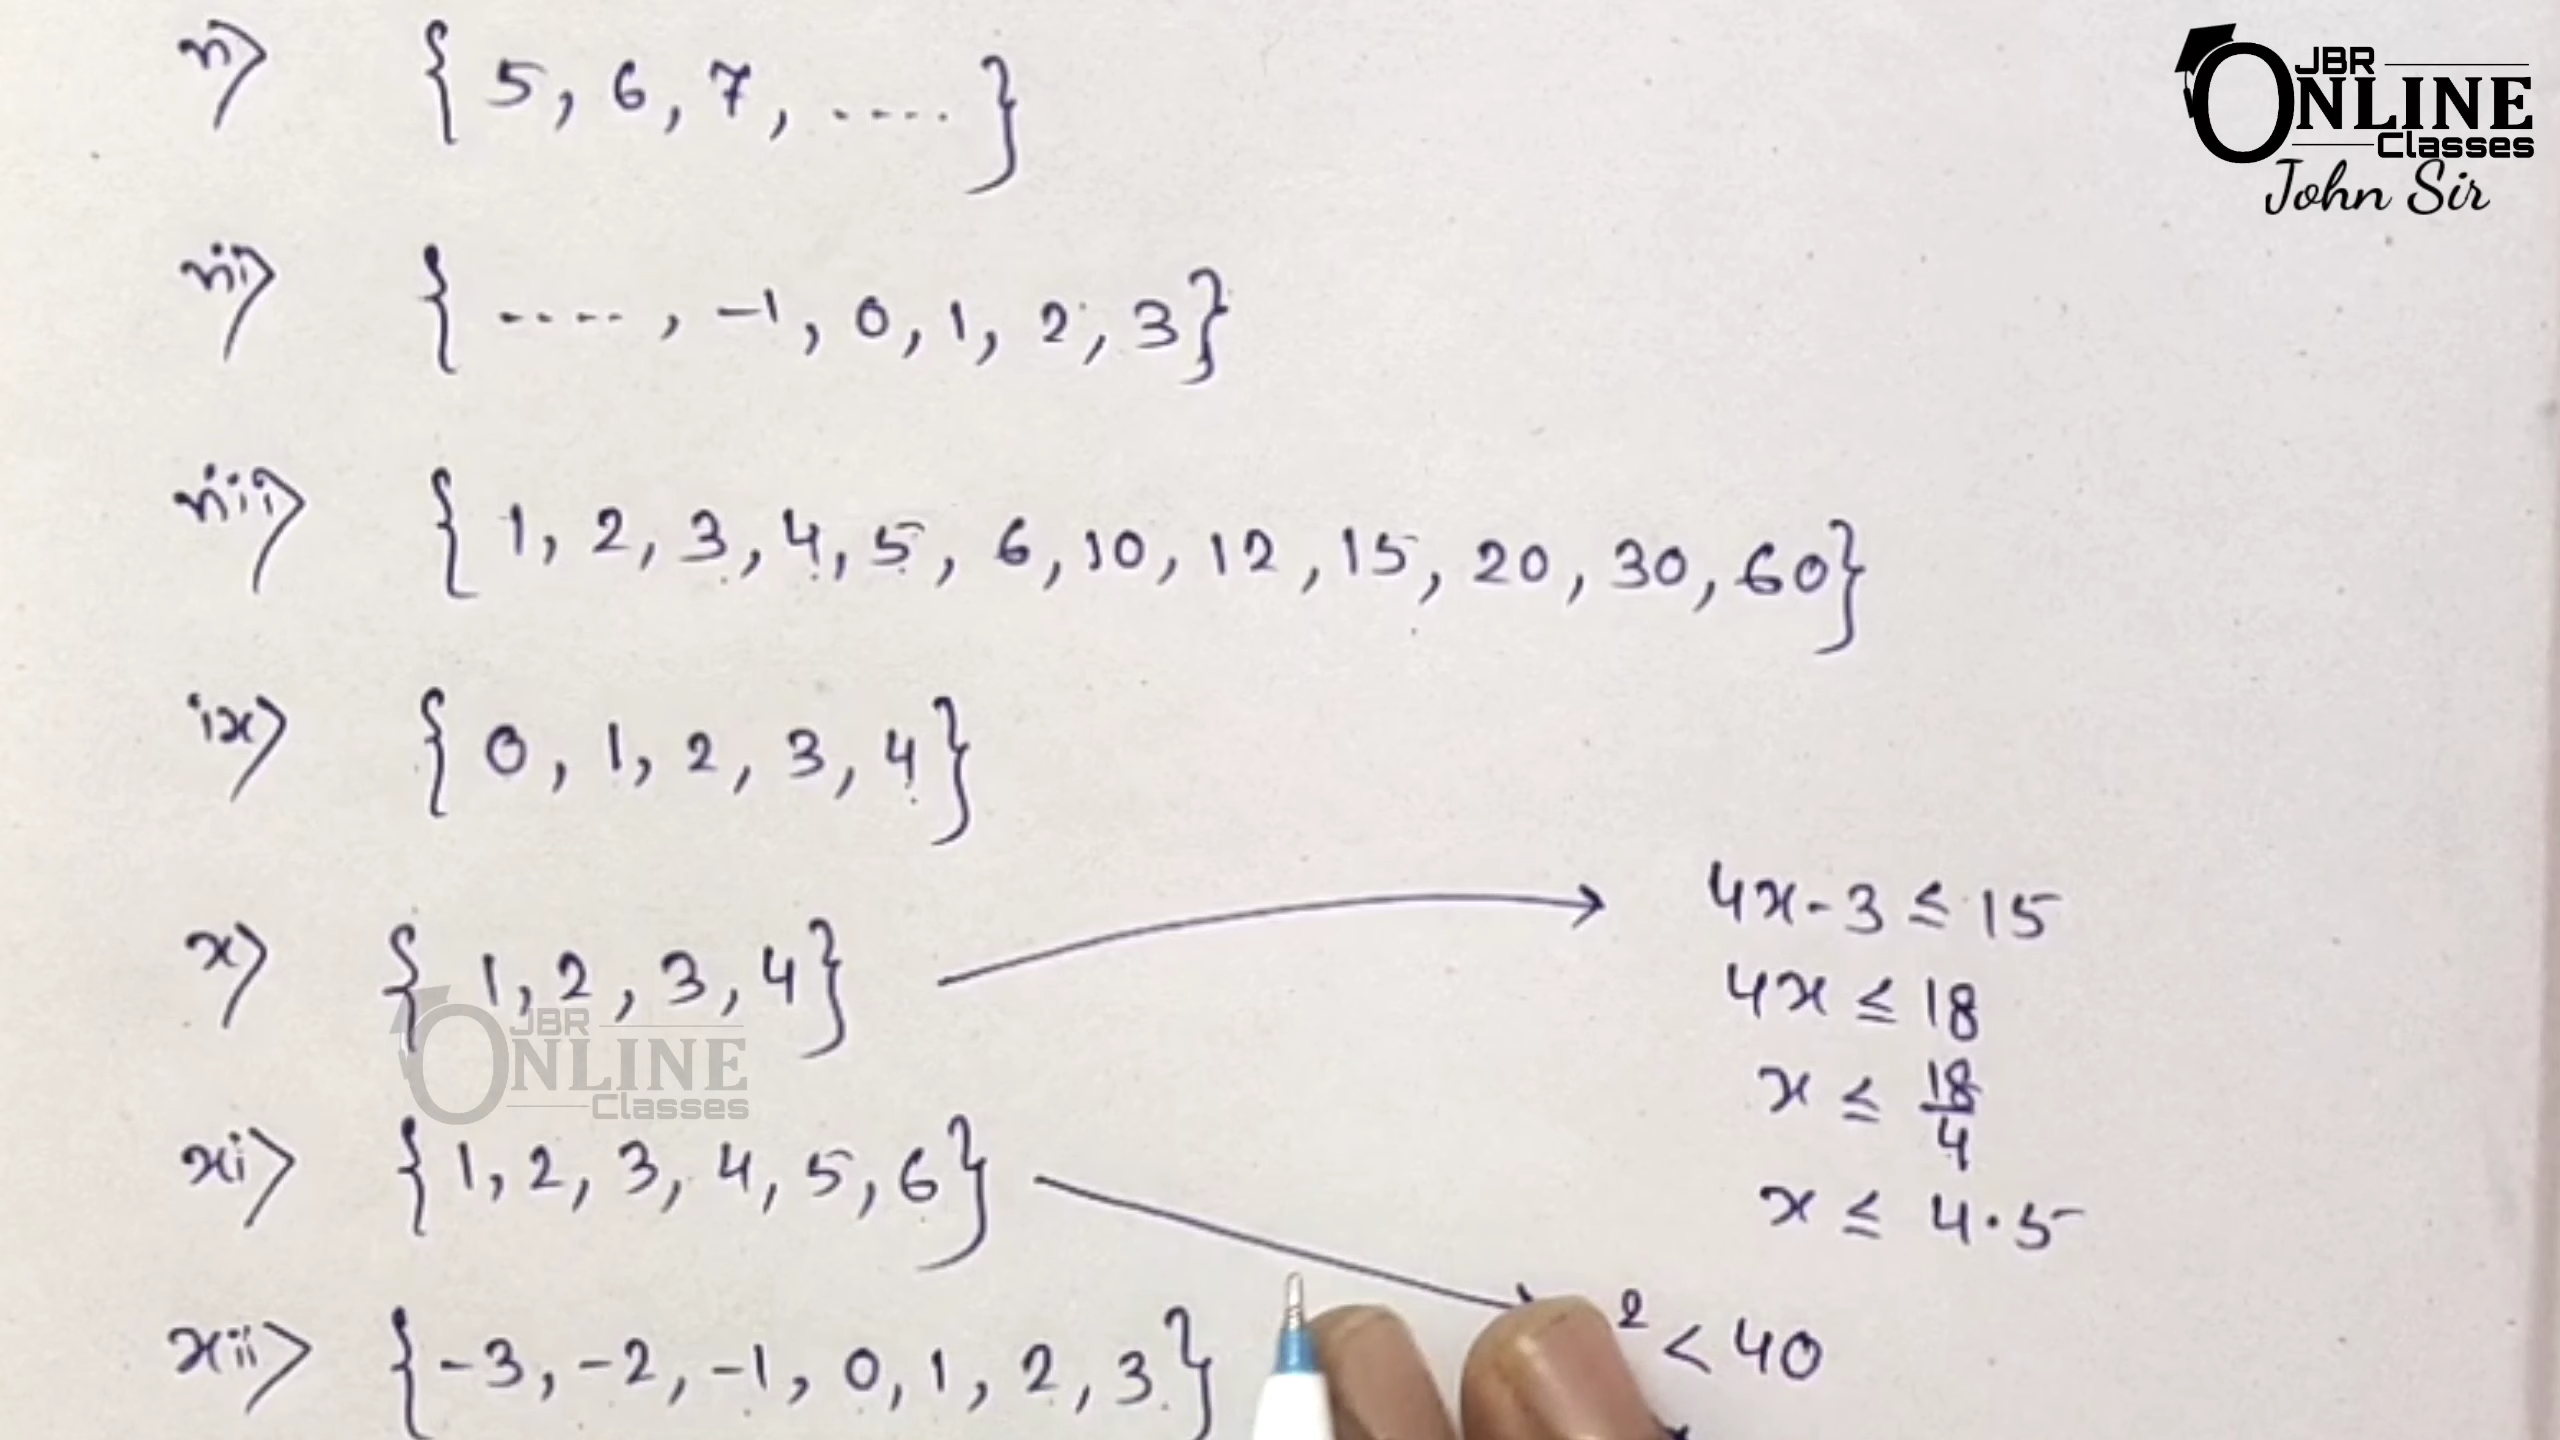 JBR
ONLINE
Classes
John Sir
vi> { 5, 6, 7, .... }
vii> { ...., -1, 0, 1, 2, 3}
viii> { 1, 2, 3, 4, 5, 6, 10, 12, 15, 20, 30, 60}
ix> { 0, 1, 2, 3, 4}
x> { 1, 2, 3, 4} → 4x - 3 ≤ 15
4x ≤ 18
x ≤ 18/4
x ≤ 4.5
JBR
ONLINE
Classes
xi> {1, 2, 3, 4, 5, 6}
2 < 40
xii> {-3, -2, -1, 0, 1, 2, 3}